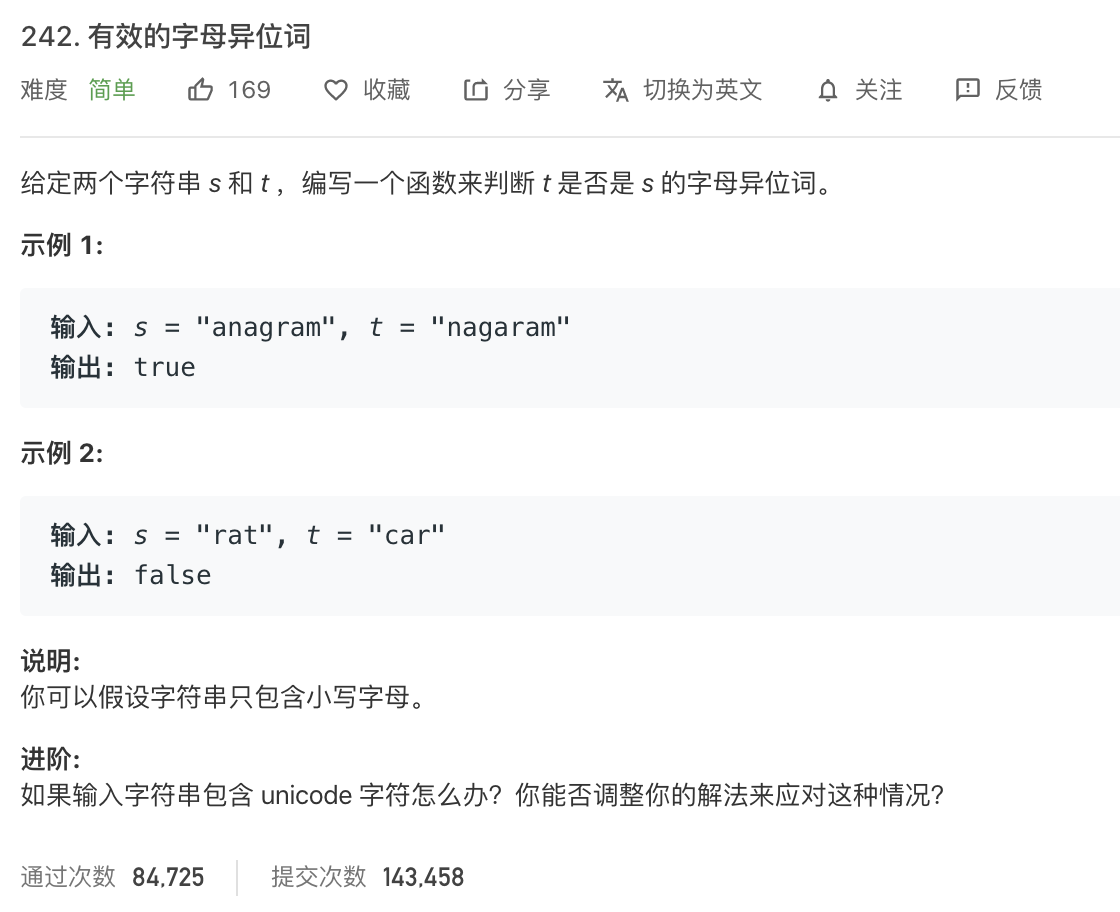 242. 有效的字母异位词
难度 简单 169 收藏 分享 切换为英文 关注 反馈
给定两个字符串 s 和 t ，编写一个函数来判断 t 是否是 s 的字母异位词。
示例 1:
输入: s = "anagram", t = "nagaram"
输出: true
示例 2:
输入: s = "rat", t = "car"
输出: false
说明:
你可以假设字符串只包含小写字母。
进阶:
如果输入字符串包含 unicode 字符怎么办？你能否调整你的解法来应对这种情况？
通过次数 84,725 提交次数 143,458